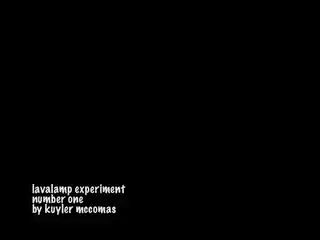 lavalamp experiment
number one
by kuyler mccomas